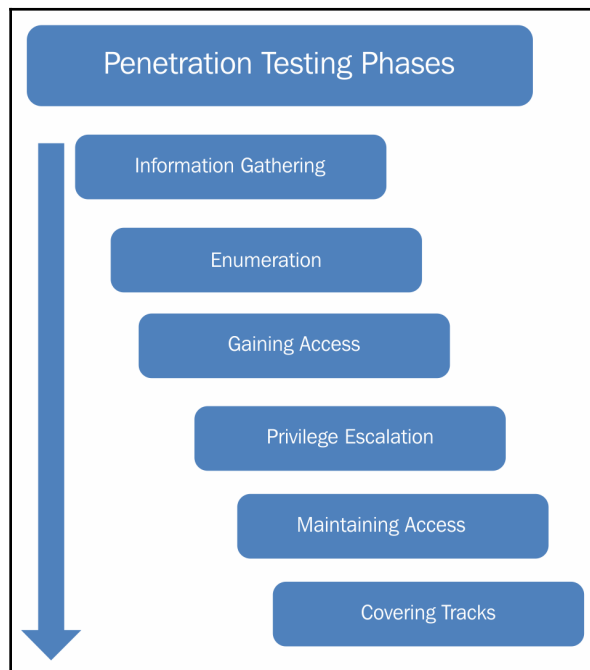 Penetration Testing Phases
Information Gathering
Enumeration
Gaining Access
Privilege Escalation
Maintaining Access
Covering Tracks